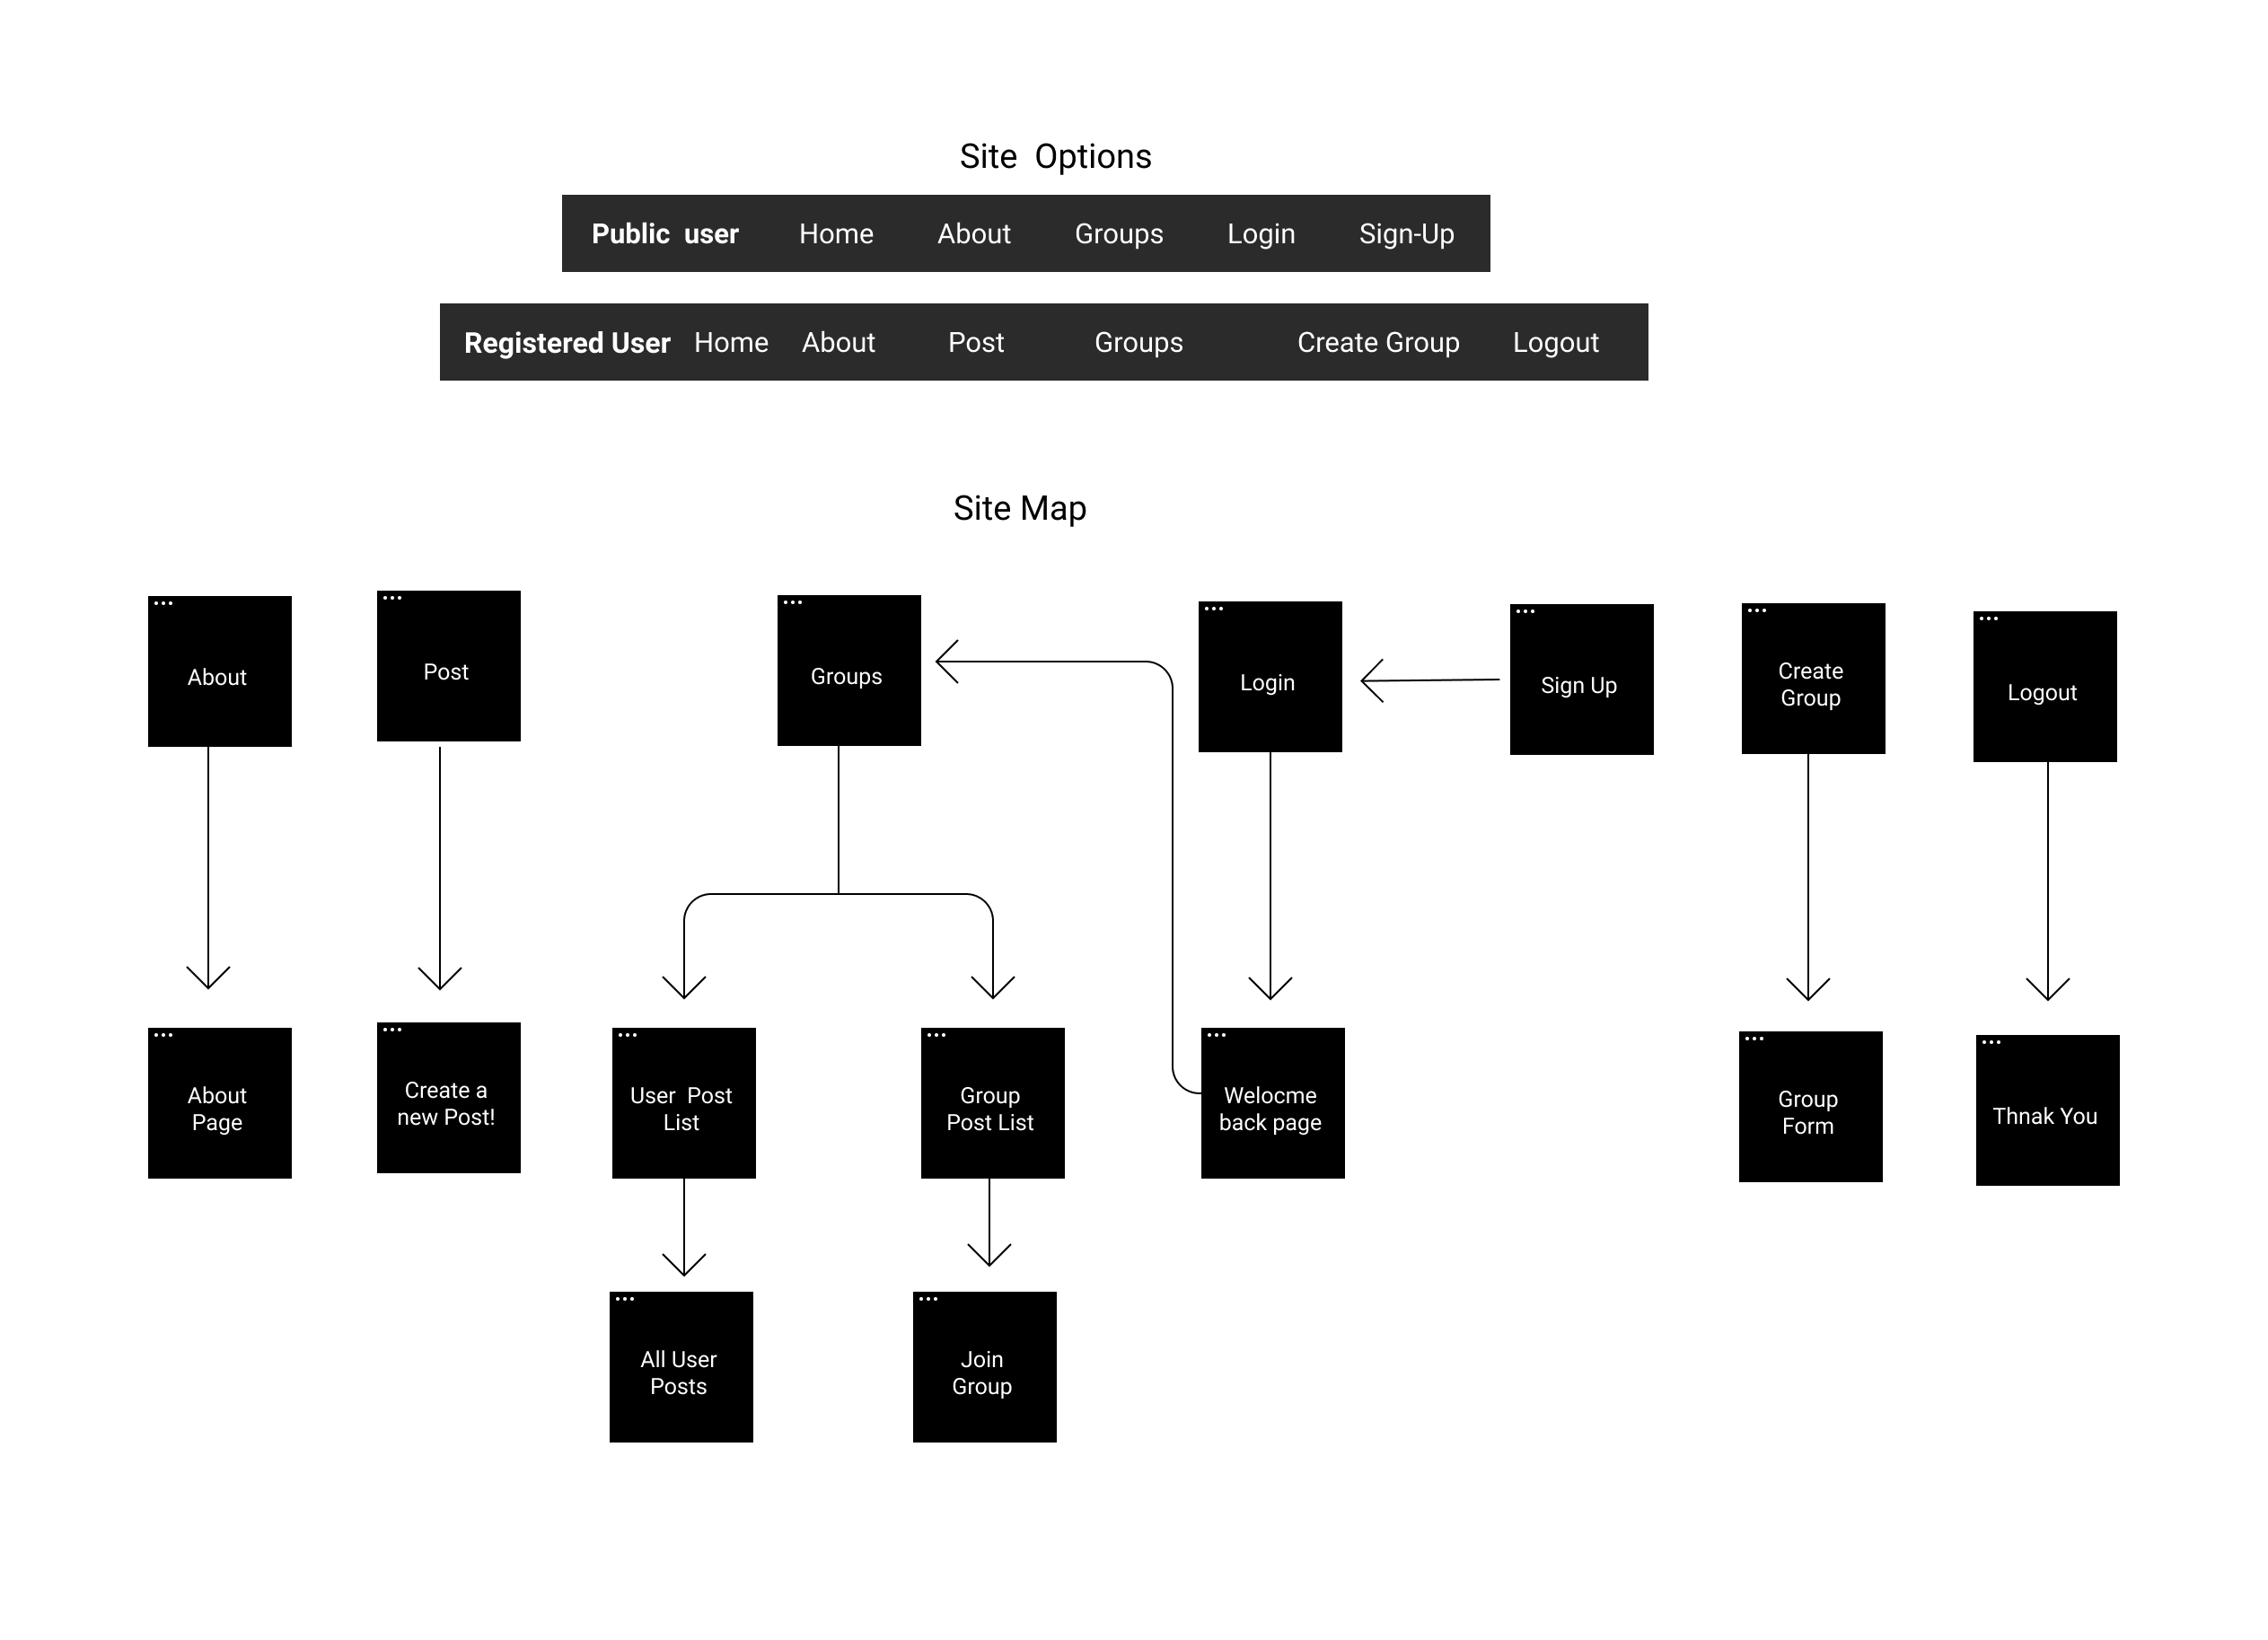 Site  Options
Public  user Home About Groups Login Sign-Up
Registered User Home About Post Groups Create Group Logout
Site Map
About
Post
Groups
Login
Sign Up
Create
Group
Logout
About
Page
Create a
new Post!
User  Post
List
Group
Post List
Welocme
back page
Group
Form
Thnak You
All User
Posts
Join
Group